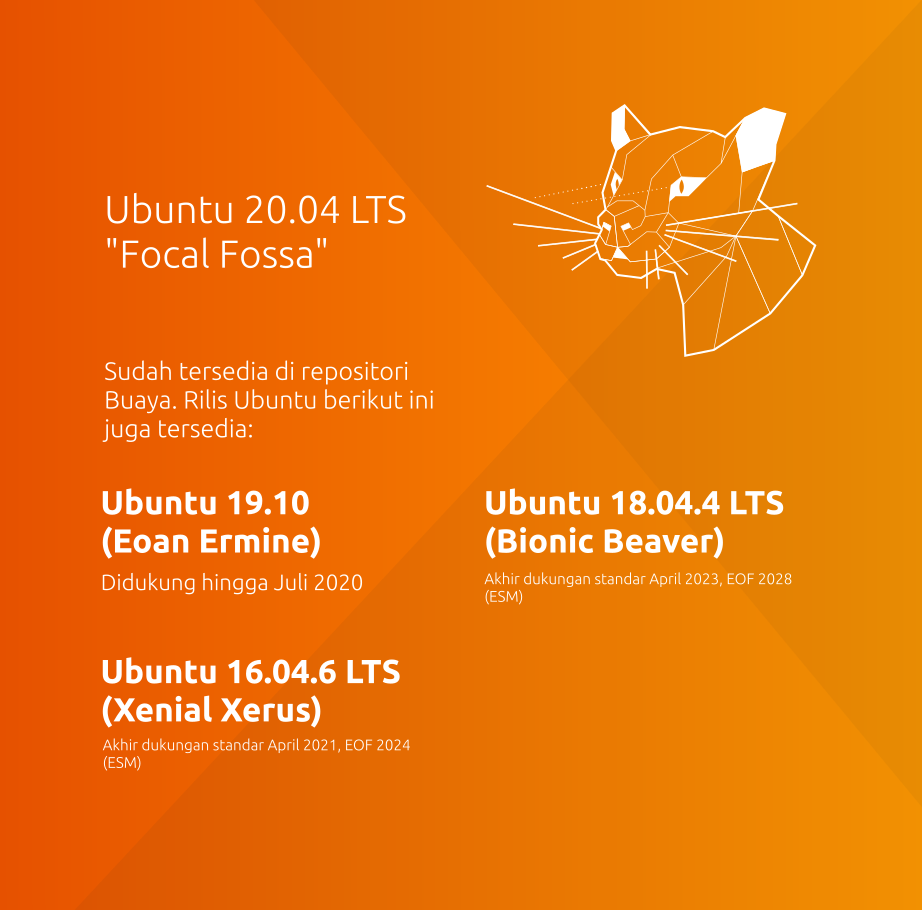 Ubuntu 20.04 LTS
"Focal Fossa"
Sudah tersedia di repositori
Buaya. Rilis Ubuntu berikut ini
juga tersedia:
Ubuntu 19.10
(Eoan Ermine)
Didukung hingga Juli 2020
Ubuntu 18.04.4 LTS
(Bionic Beaver)
Akhir dukungan standar April 2023, EOF 2028
(ESM)
Ubuntu 16.04.6 LTS
(Xenial Xerus)
Akhir dukungan standar April 2021, EOF 2024
(ESM)